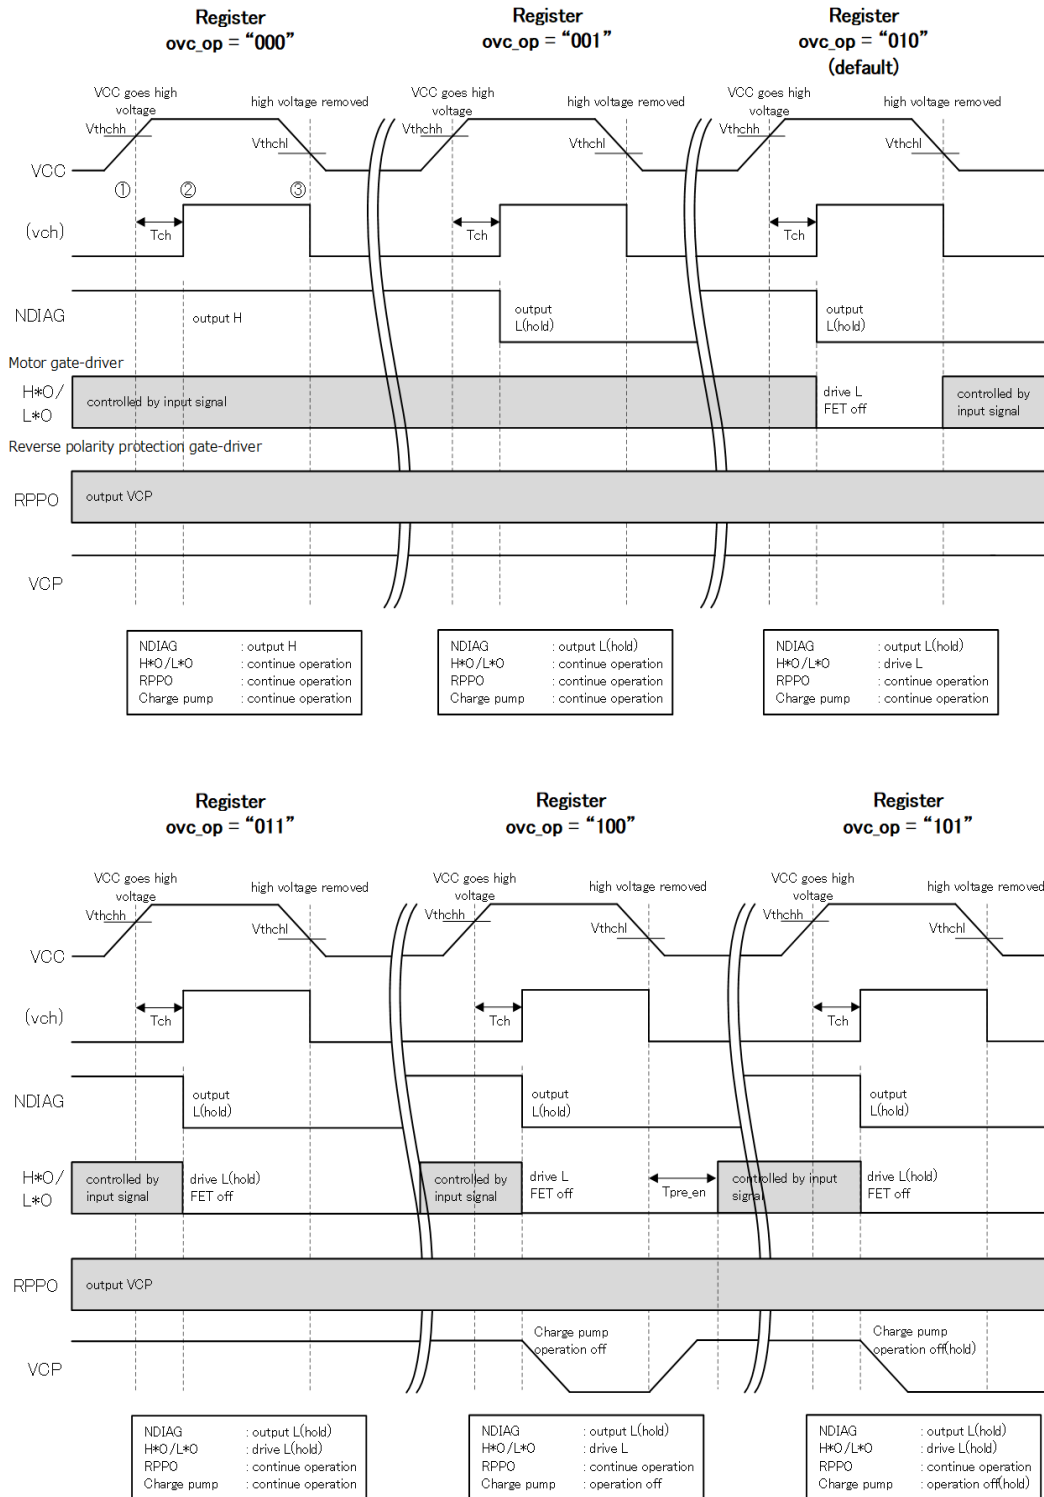 Register
ovc_op = “000”
Register
ovc_op = “001”
Register
ovc_op = “010”
(default)
VCC goes high
voltage
high voltage removed
VCC goes high
voltage
high voltage removed
VCC goes high
voltage
high voltage removed
Vthchh
Vthchl
Vthchh
Vthchl
Vthchh
Vthchl
VCC
① ② ③
(vch)
Tch
Tch
Tch
NDIAG
output H
output
L(hold)
output
L(hold)
Motor gate-driver
H*O/
L*O
controlled by input signal
drive L
FET off
controlled by
input signal
Reverse polarity protection gate-driver
RPPO
output VCP
VCP
NDIAG : output H
H*O/L*O : continue operation
RPPO : continue operation
Charge pump : continue operation
NDIAG : output L(hold)
H*O/L*O : continue operation
RPPO : continue operation
Charge pump : continue operation
NDIAG : output L(hold)
H*O/L*O : drive L
RPPO : continue operation
Charge pump : continue operation
Register
ovc_op = “011”
Register
ovc_op = “100”
Register
ovc_op = “101”
VCC goes high
voltage
high voltage removed
VCC goes high
voltage
high voltage removed
VCC goes high
voltage
high voltage removed
Vthchh
Vthchl
Vthchh
Vthchl
Vthchh
Vthchl
VCC
(vch)
Tch
Tch
Tch
NDIAG
output
L(hold)
output
L(hold)
output
L(hold)
H*O/
L*O
controlled by
input signal
drive L(hold)
FET off
controlled by
input signal
drive L
FET off
Tpre_en
controlled by input
signal
drive L(hold)
FET off
RPPO
output VCP
VCP
Charge pump
operation off
Charge pump
operation off(hold)
NDIAG : output L(hold)
H*O/L*O : drive L(hold)
RPPO : continue operation
Charge pump : continue operation
NDIAG : output L(hold)
H*O/L*O : drive L
RPPO : continue operation
Charge pump : operation off
NDIAG : output L(hold)
H*O/L*O : drive L(hold)
RPPO : continue operation
Charge pump : operation off(hold)